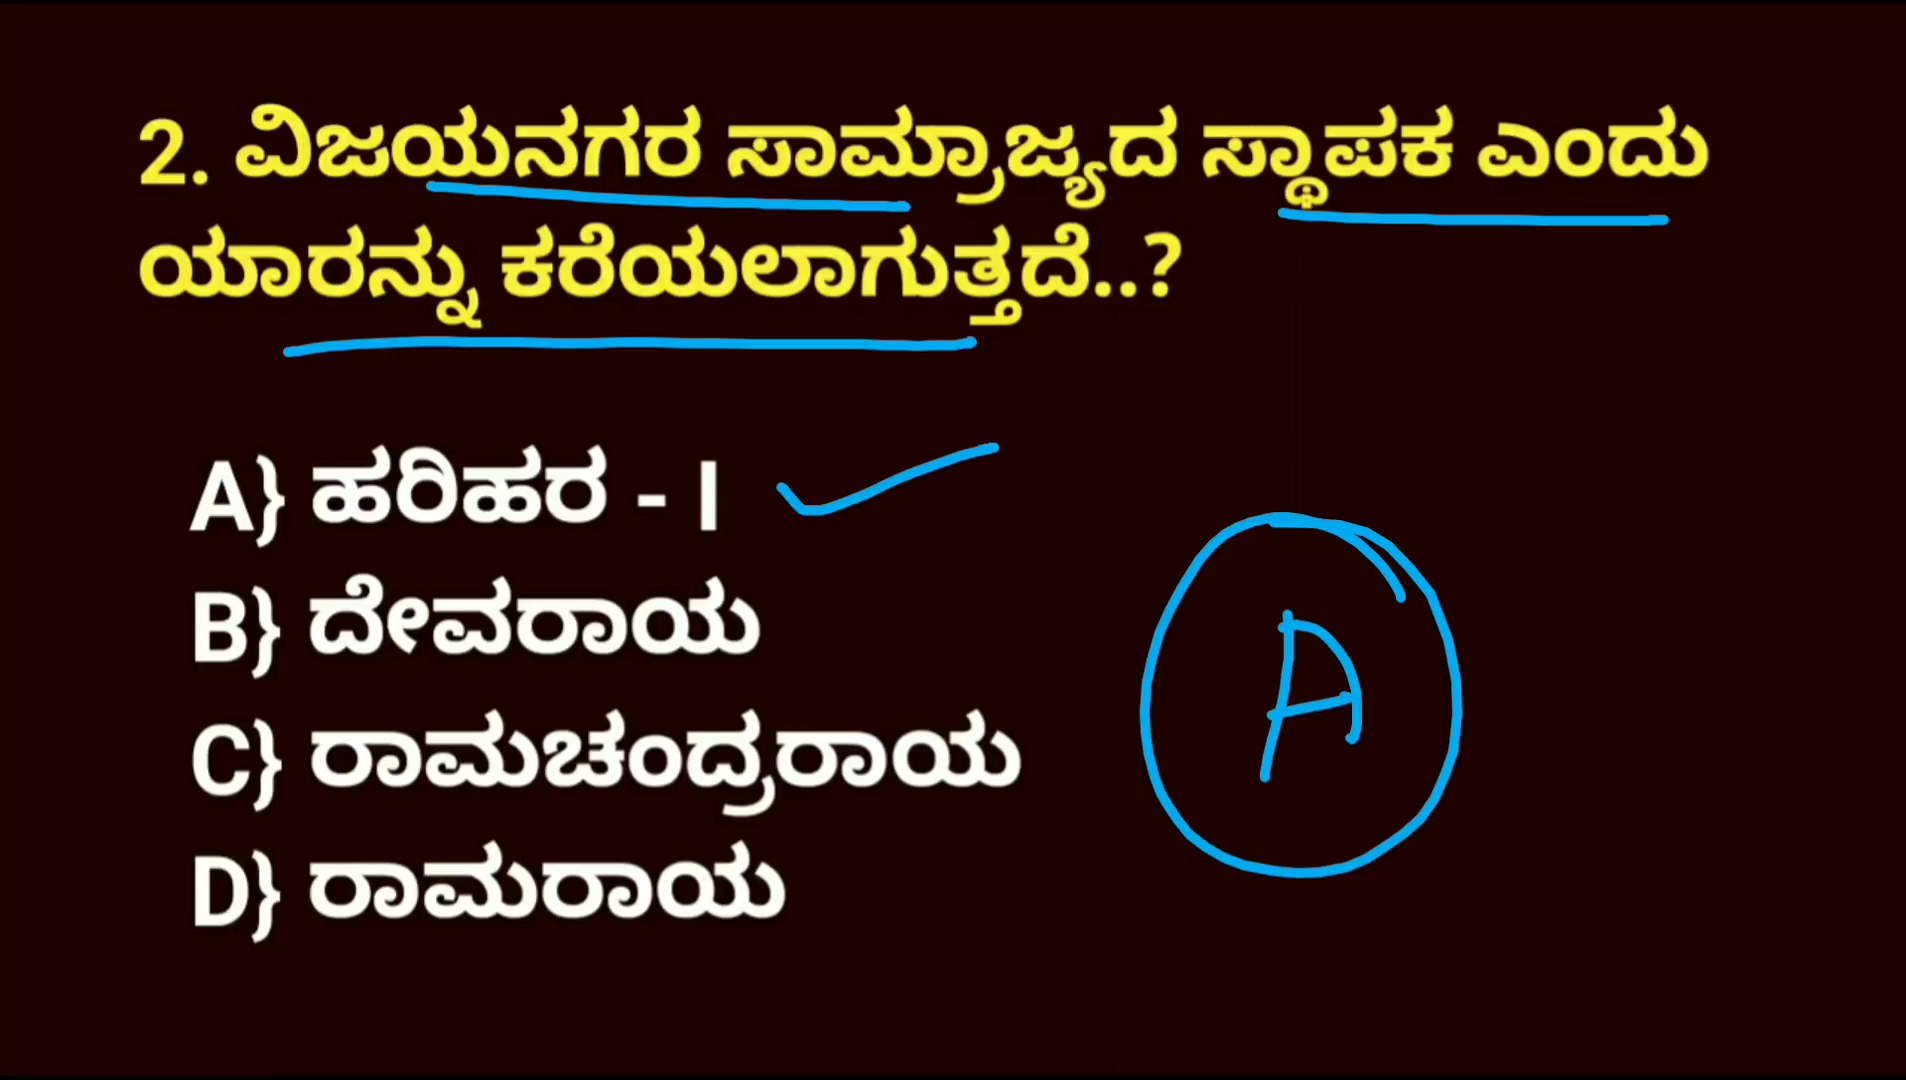 2. ವಿಜಯನಗರ ಸಾಮ್ರಾಜ್ಯದ ಸ್ಥಾಪಕ ಎಂದು
ಯಾರನ್ನು ಕರೆಯಲಾಗುತ್ತದೆ..?
A} ಹರಿಹರ - I
B} ದೇವರಾಯ
C} ರಾಮಚಂದ್ರರಾಯ
D} ರಾಮರಾಯ
A